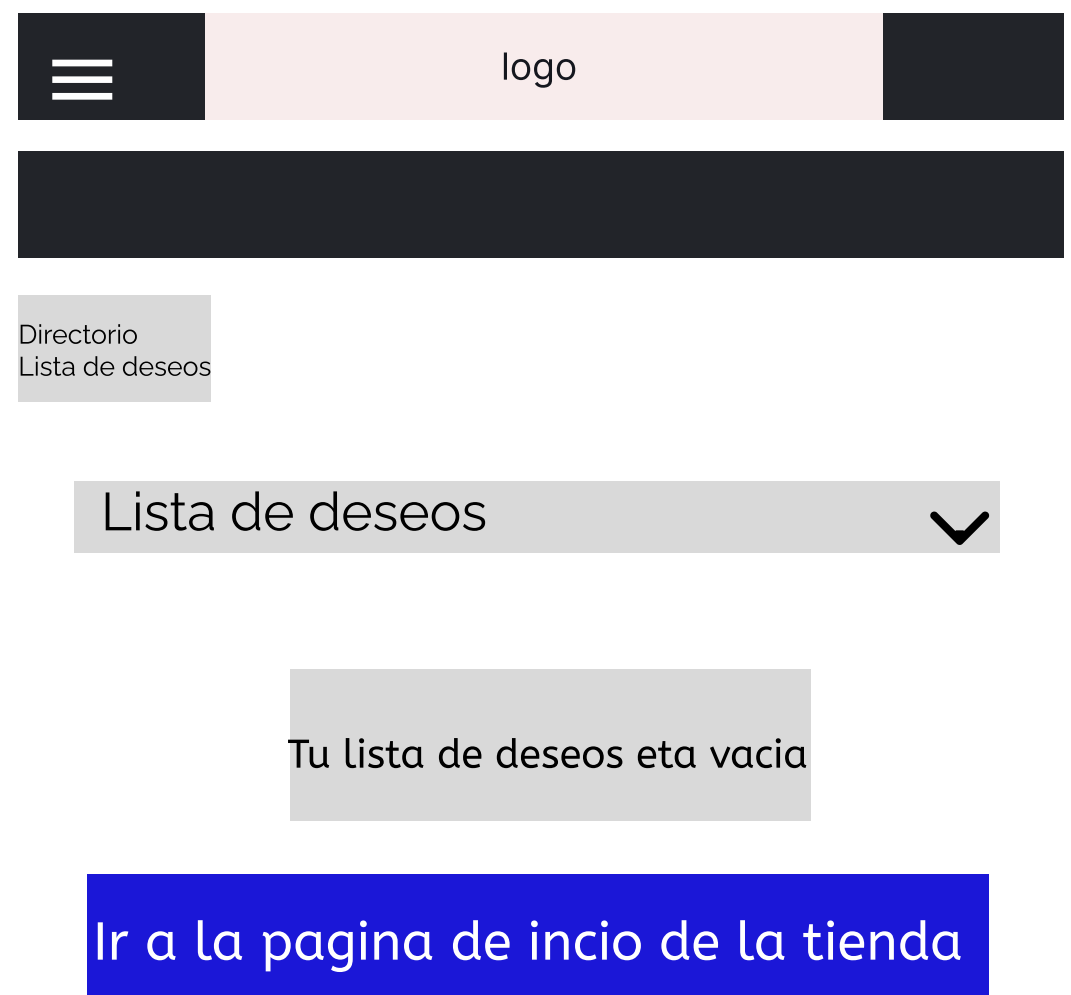 logo
Directorio
Lista de deseos
Lista de deseos
Tu lista de deseos eta vacia
Ir a la pagina de incio de la tienda